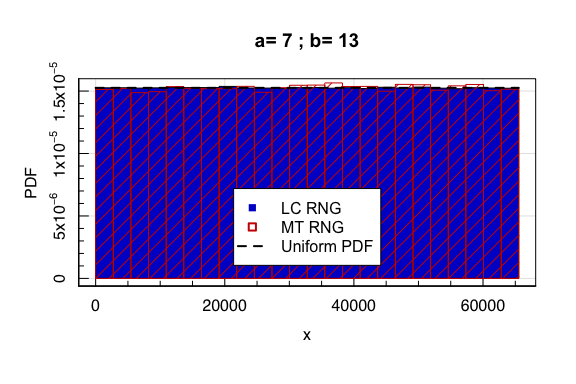 a= 7 ; b= 13
PDF
1.5x10⁻⁵
1x10⁻⁵
5x10⁻⁶
0
LC RNG
MT RNG
Uniform PDF
0 20000 40000 60000
x